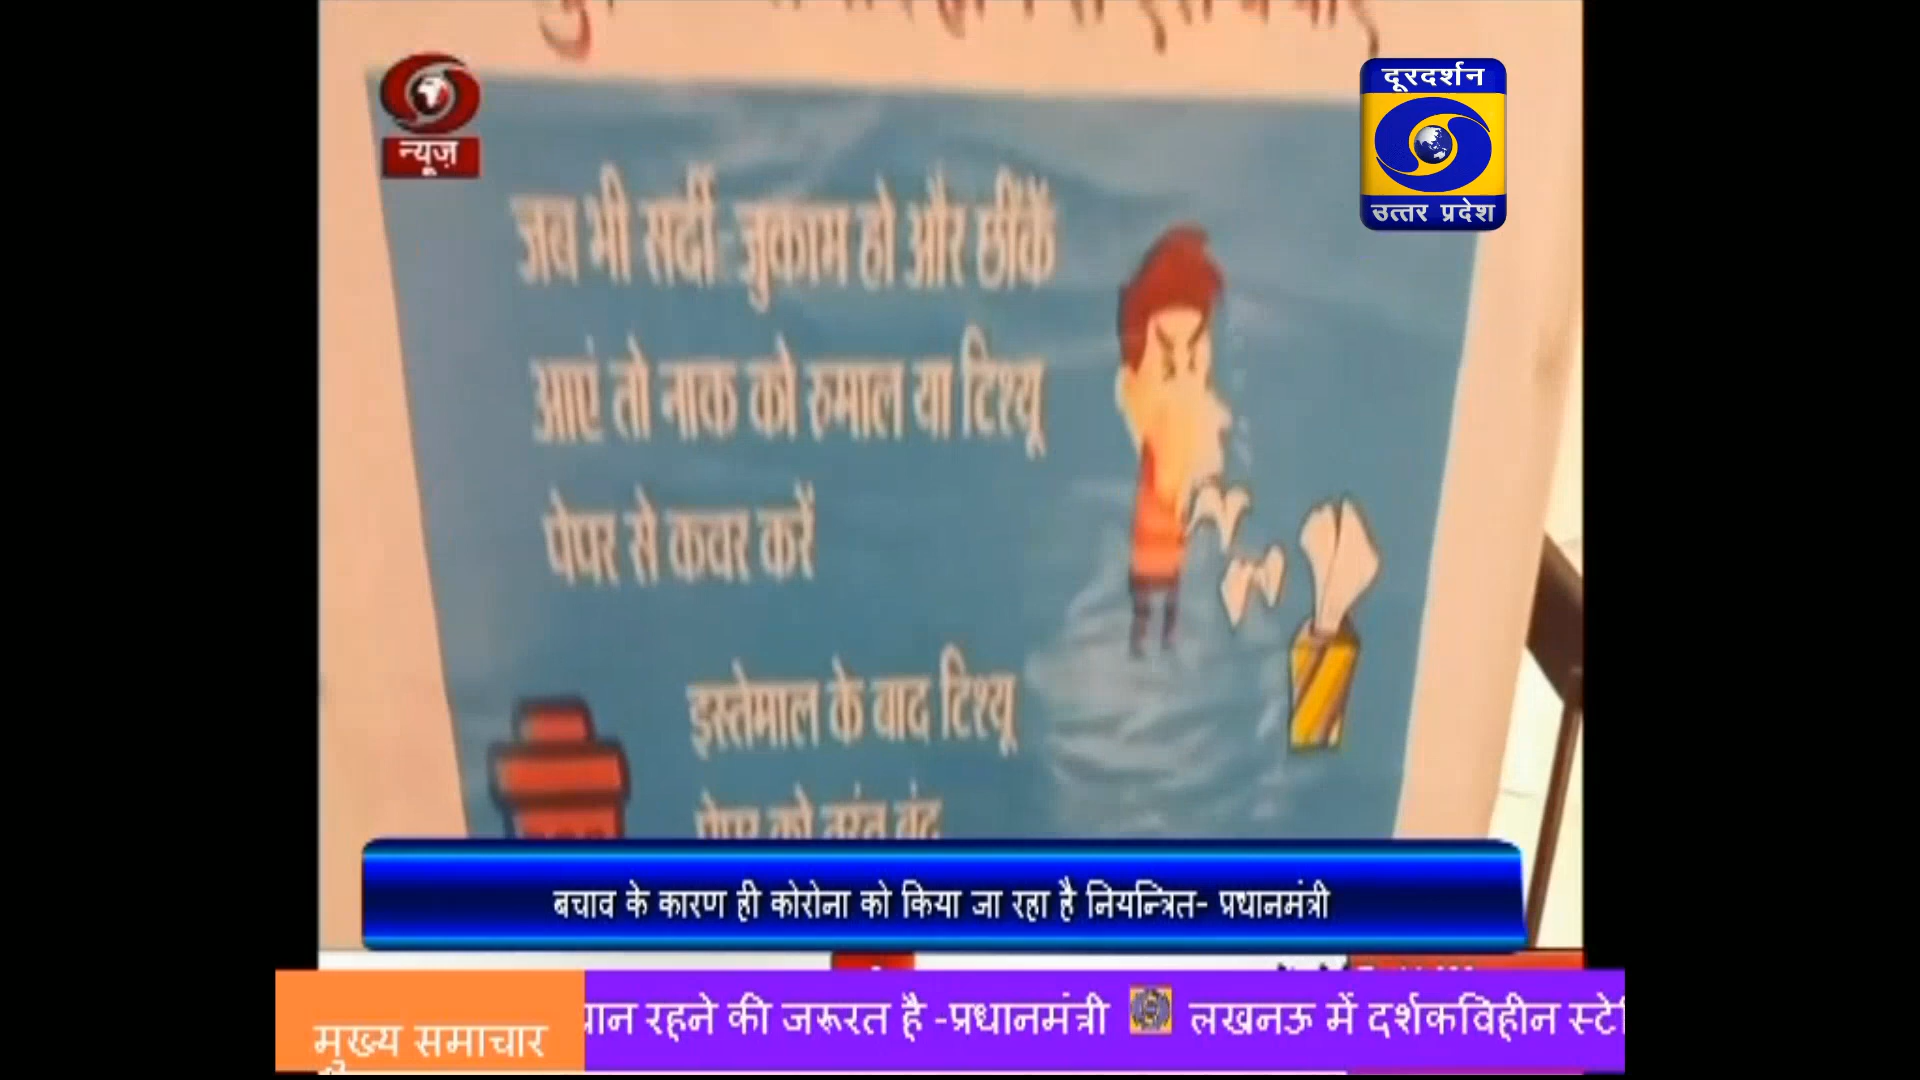 न्यूज़
दूरदर्शन
उत्तर प्रदेश
जब भी सर्दी जुकाम हो और छींकें
आएं तो नाक को रुमाल या टिश्यू
पेपर से कवर करें
इस्तेमाल के बाद टिश्यू
पेपर को तुरंत बंद
बचाव के कारण ही कोरोना को किया जा रहा है नियन्त्रित- प्रधानमंत्री
मुख्य समाचार
रहने की जरूरत है -प्रधानमंत्री लखनऊ में दर्शकविहीन